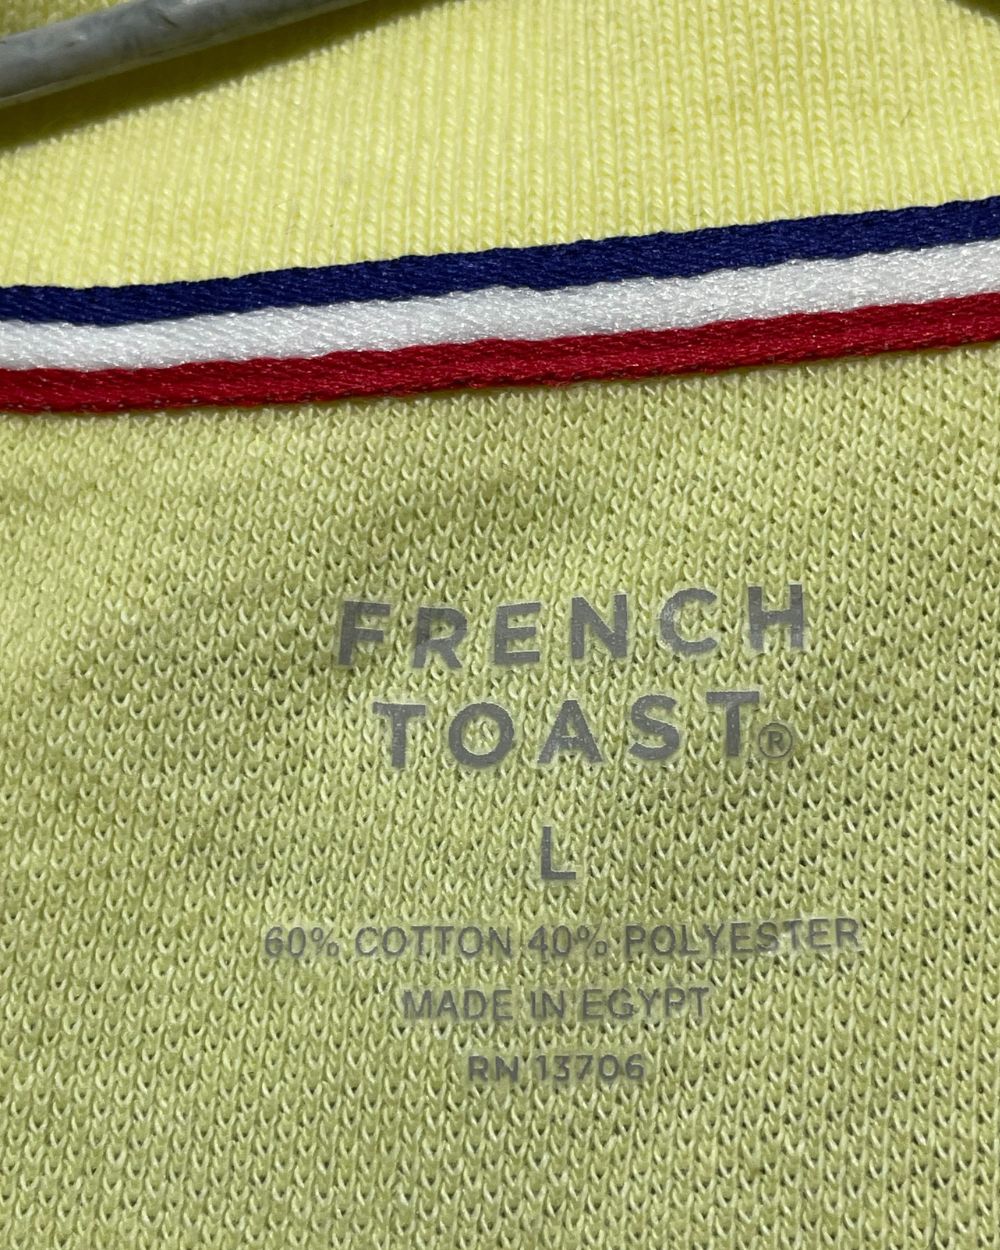 FRENCH
TOAST®
L
60% COTTON 40% POLYESTER
MADE IN EGYPT
RN 13706